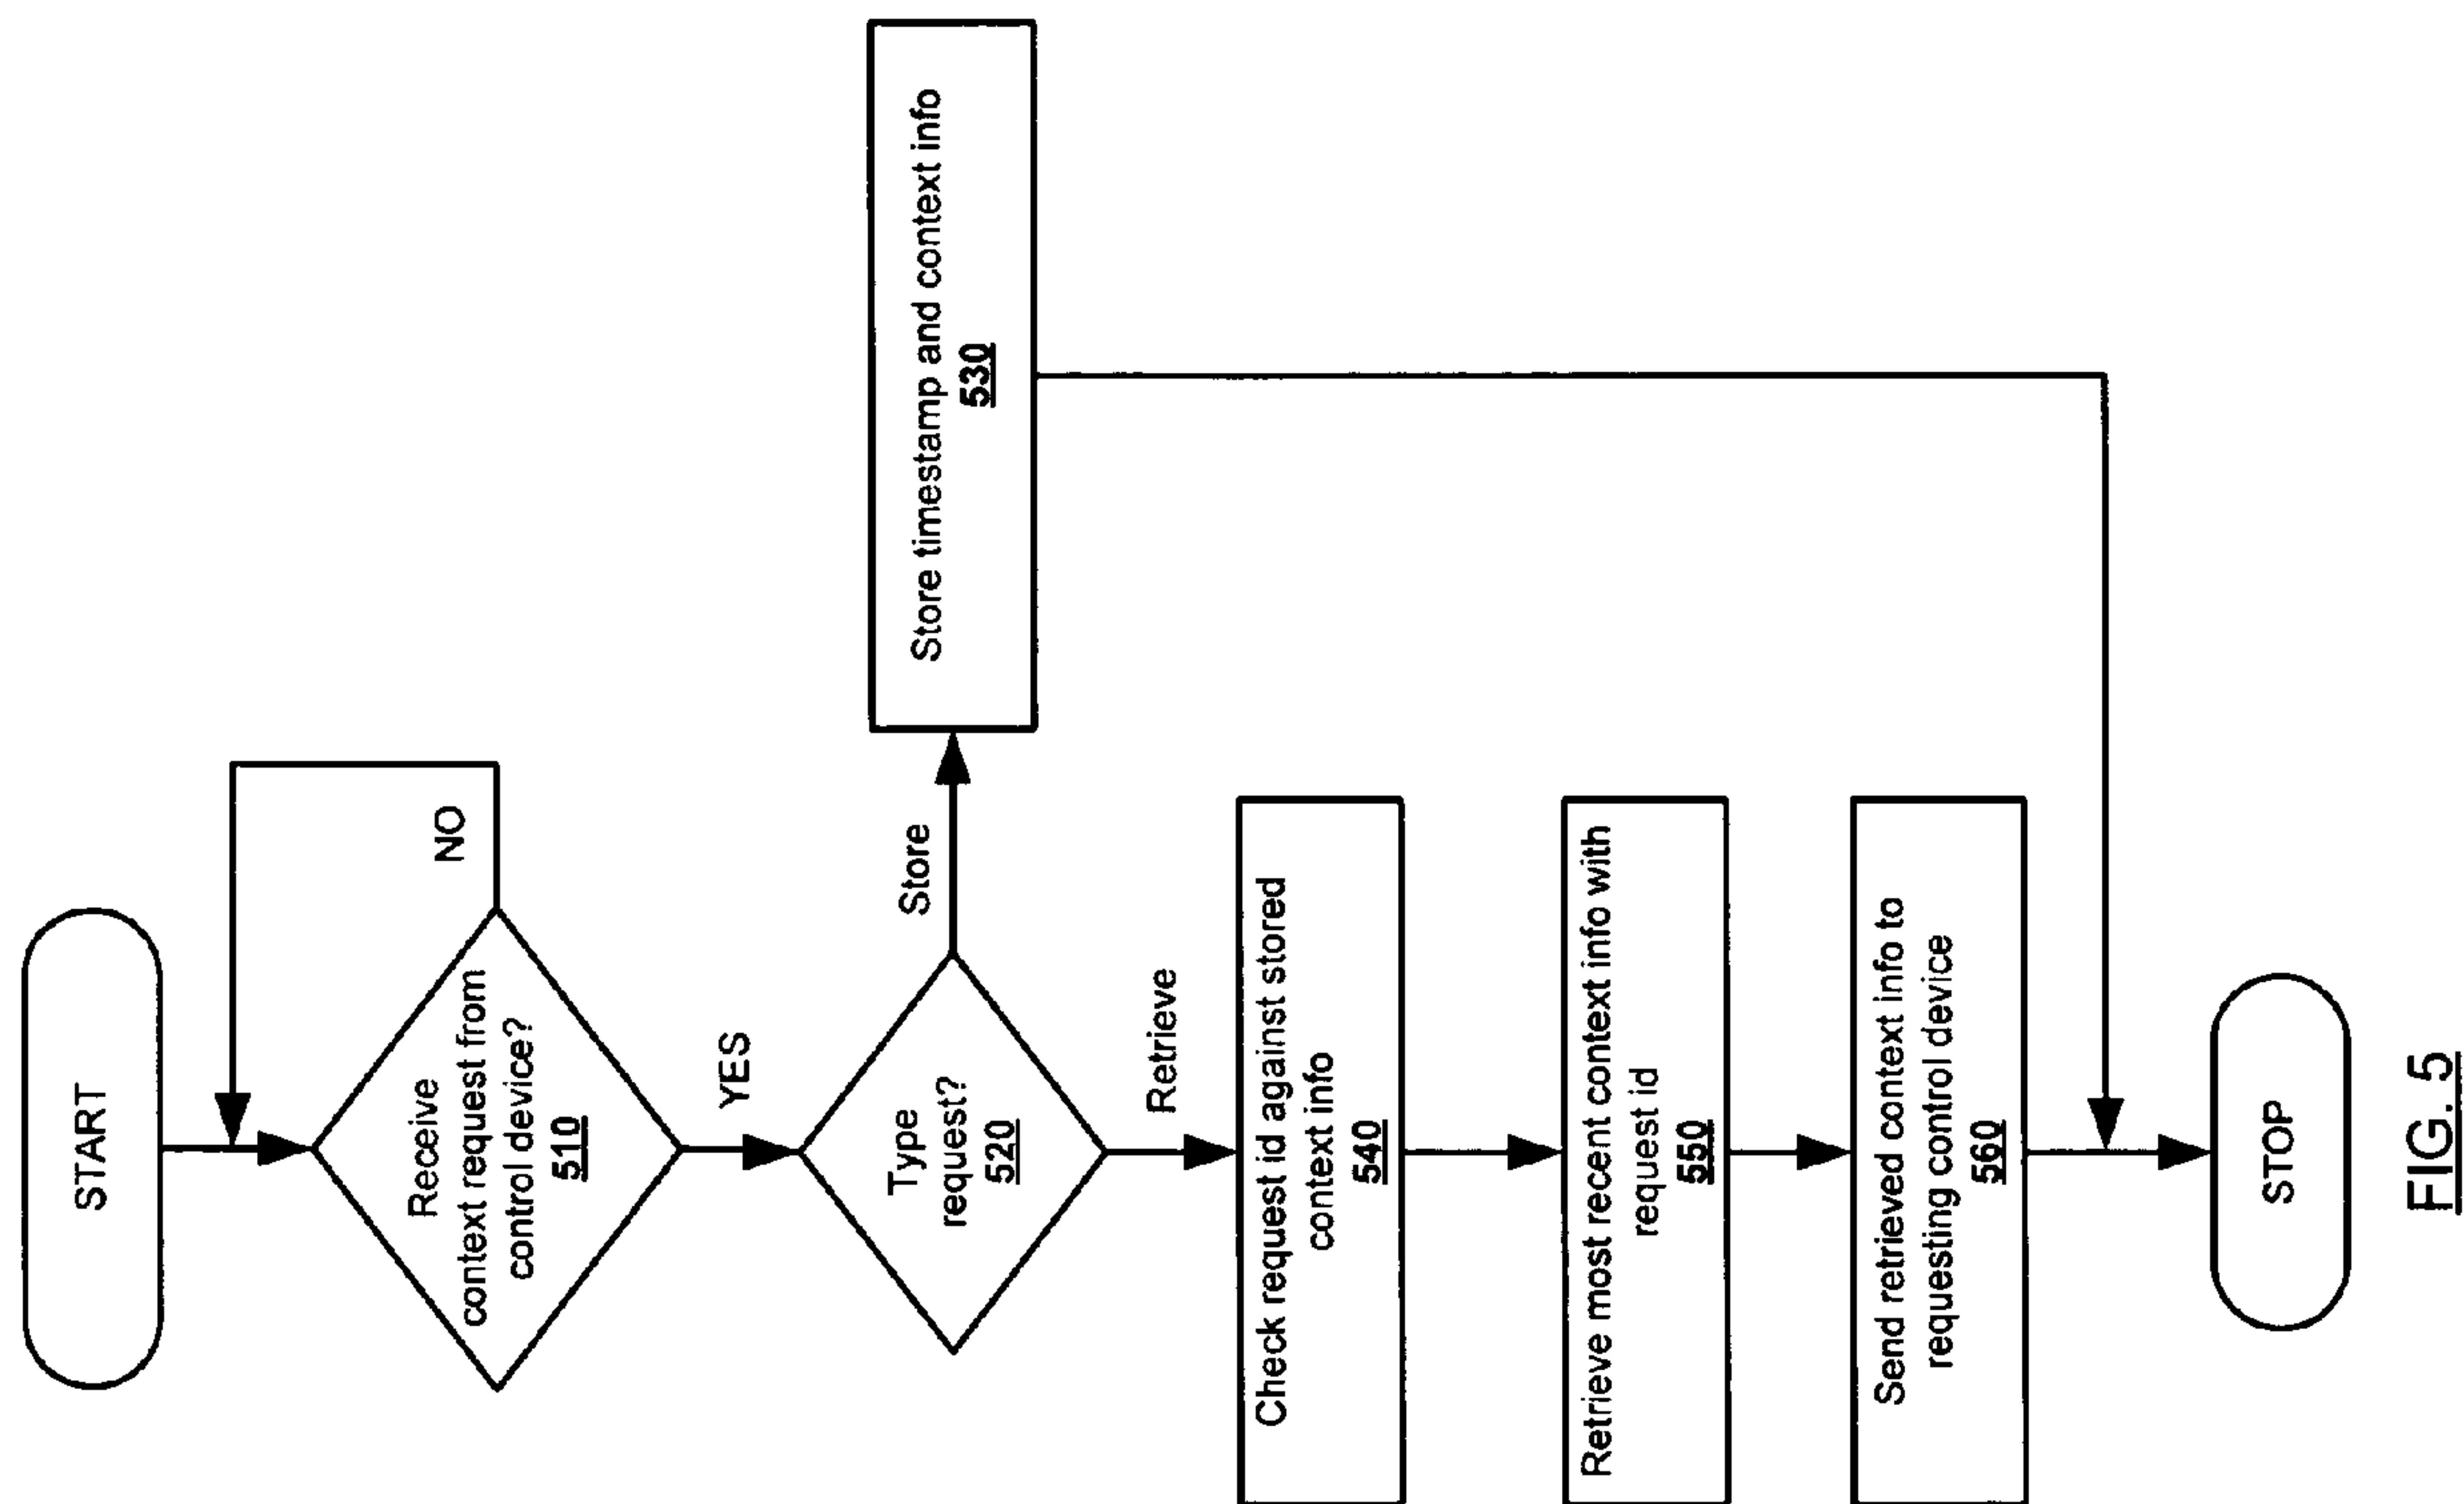 START
Receive
context request from
control device?
510
NO
YES
Type
request?
520
Store
Store timestamp and context info
530
Retrieve
Check request id against stored
context info
540
Retrieve most recent context info with
request id
550
Send retrieved context info to
requesting control device
560
STOP
FIG. 5